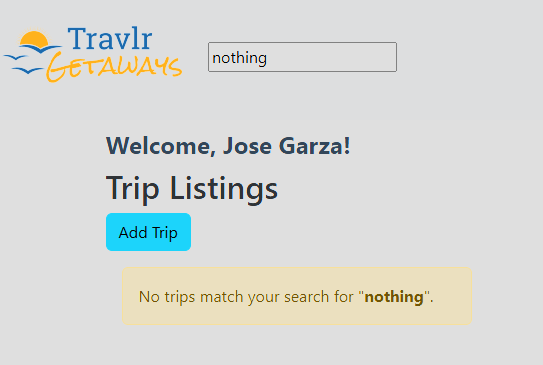 Travlr
Getaways
nothing
Welcome, Jose Garza!
Trip Listings
Add Trip
No trips match your search for "nothing".